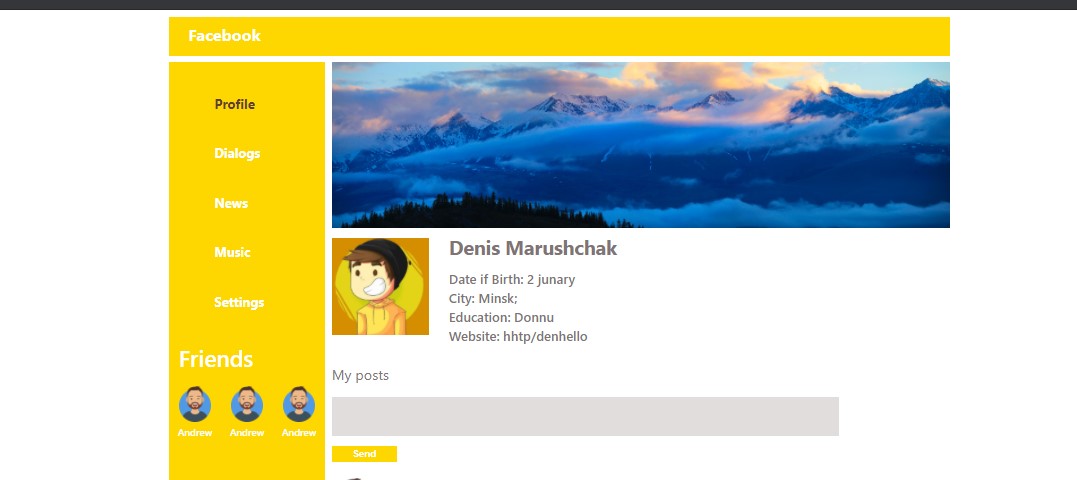 Facebook
Profile
Dialogs
News
Music
Settings
Friends
Andrew Andrew Andrew
Denis Marushchak
Date if Birth: 2 junary
City: Minsk;
Education: Donnu
Website: hhtp/denhello
My posts
Send